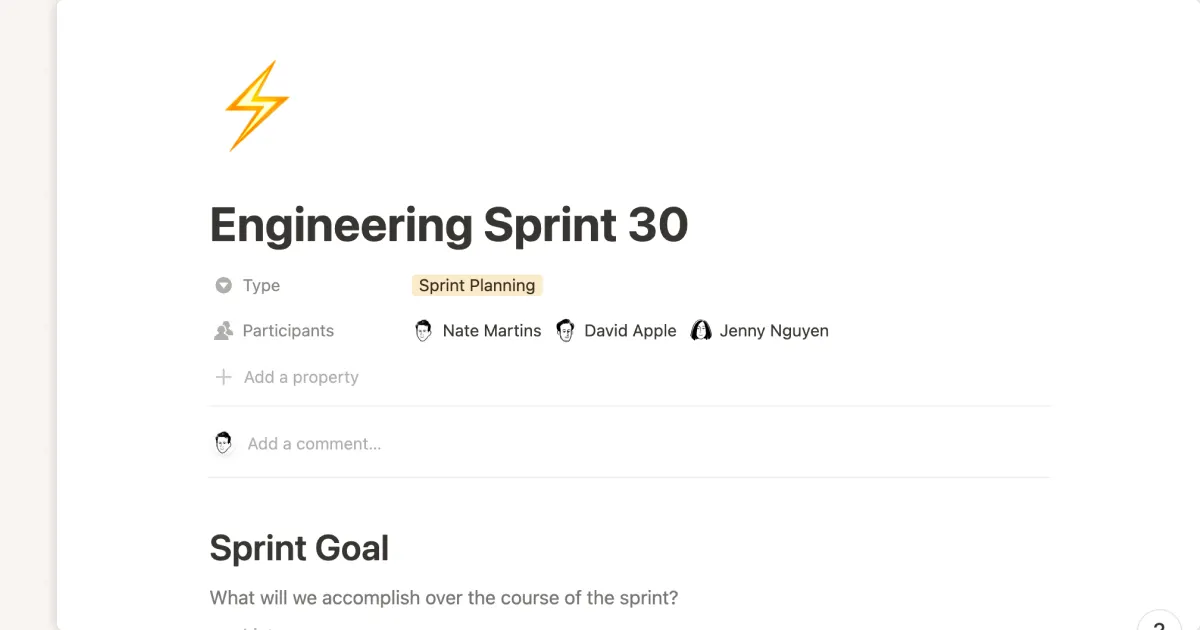 Engineering Sprint 30
Type Sprint Planning
Participants Nate Martins David Apple Jenny Nguyen
Add a property
Add a comment...
Sprint Goal
What will we accomplish over the course of the sprint?